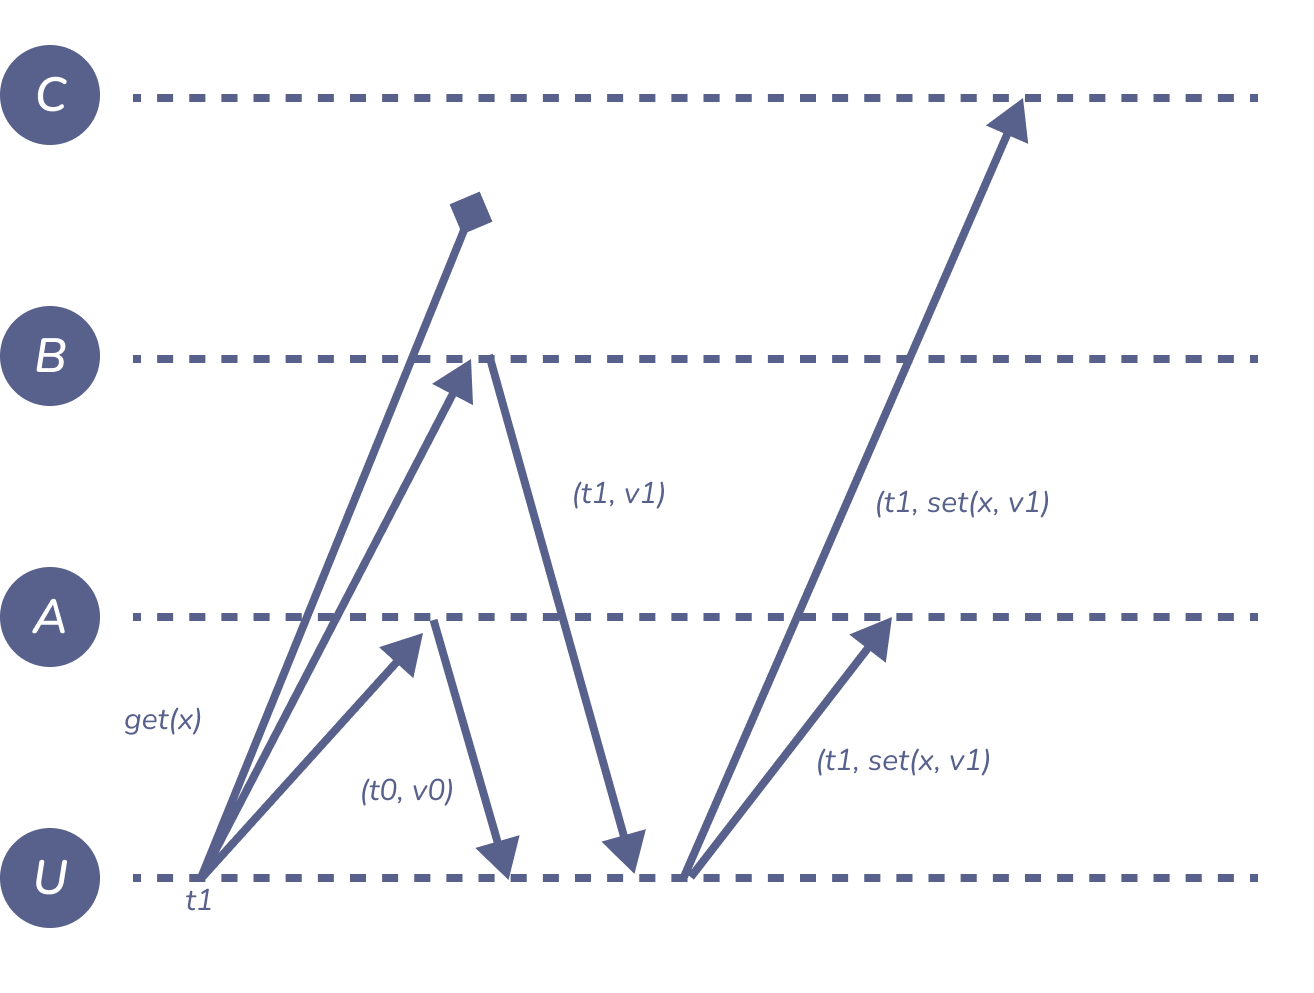 C
B
(t1, v1)
(t1, set(x, v1)
A
get(x)
(t1, set(x, v1)
(t0, v0)
U
t1